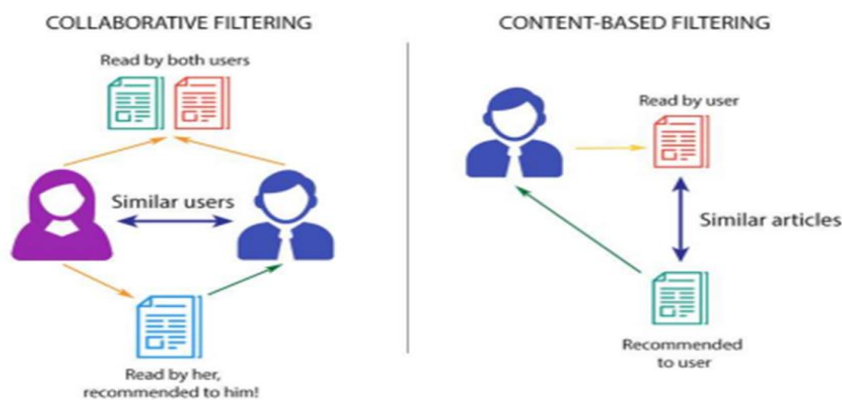 COLLABORATIVE FILTERING
Read by both users
Similar users
Read by her,
recommended to him!
CONTENT-BASED FILTERING
Read by user
Similar articles
Recommended
to user